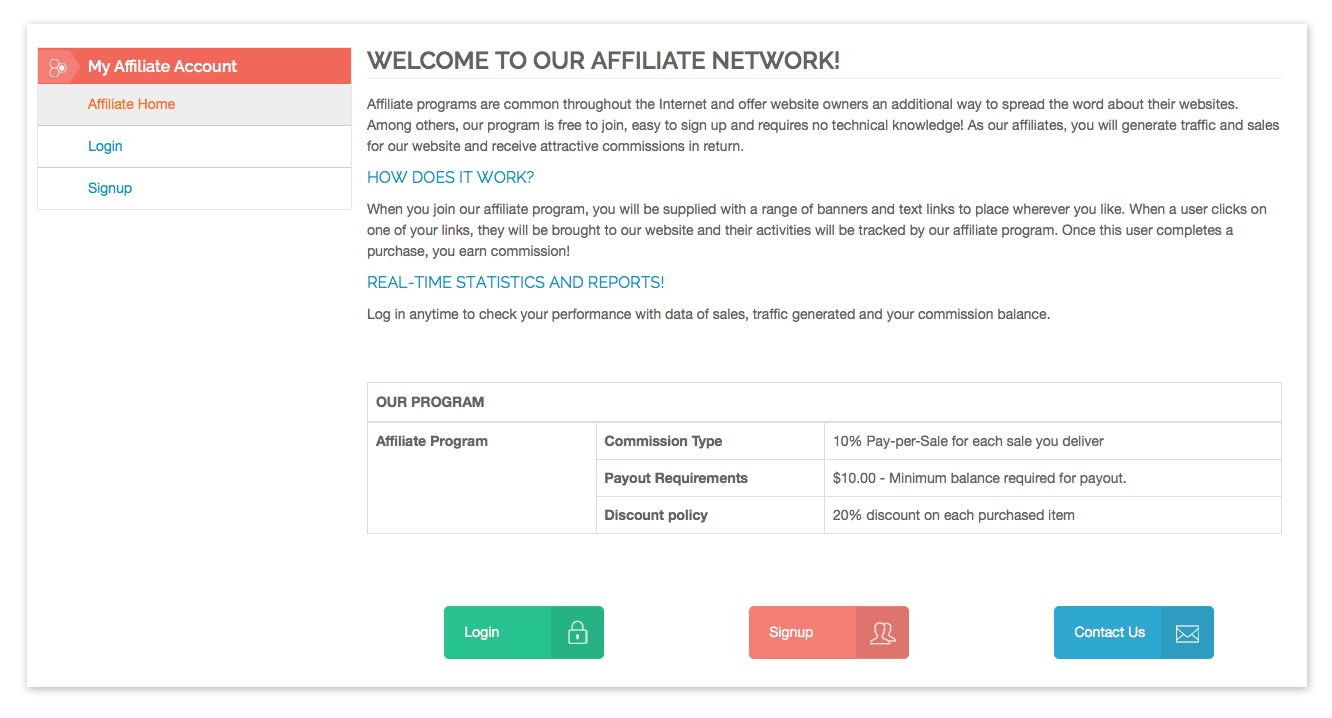 My Affiliate Account
Affiliate Home
Login
Signup
WELCOME TO OUR AFFILIATE NETWORK!
Affiliate programs are common throughout the Internet and offer website owners an additional way to spread the word about their websites.
Among others, our program is free to join, easy to sign up and requires no technical knowledge! As our affiliates, you will generate traffic and sales
for our website and receive attractive commissions in return.
HOW DOES IT WORK?
When you join our affiliate program, you will be supplied with a range of banners and text links to place wherever you like. When a user clicks on
one of your links, they will be brought to our website and their activities will be tracked by our affiliate program. Once this user completes a
purchase, you earn commission!
REAL-TIME STATISTICS AND REPORTS!
Log in anytime to check your performance with data of sales, traffic generated and your commission balance.
OUR PROGRAM
Affiliate Program
Commission Type
10% Pay-per-Sale for each sale you deliver
Payout Requirements
$10.00 - Minimum balance required for payout.
Discount policy
20% discount on each purchased item
Login
Signup
Contact Us